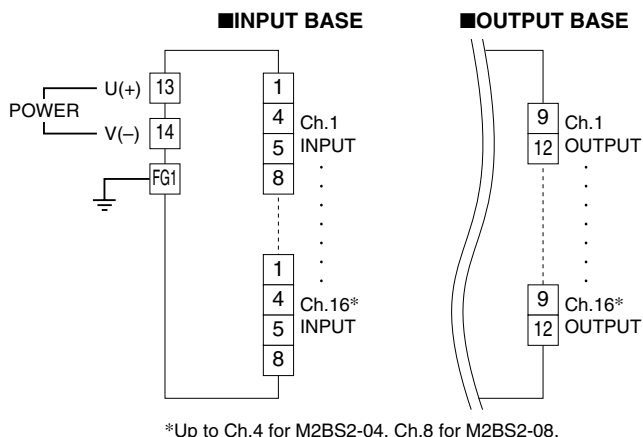 ■INPUT BASE
■OUTPUT BASE
POWER
U(+) 13
V(−) 14
FG1
1
4
5
8
Ch.1
INPUT
1
4
5
8
Ch.16*
INPUT
9
12
Ch.1
OUTPUT
9
12
Ch.16*
OUTPUT
*Up to Ch.4 for M2BS2-04, Ch.8 for M2BS2-08.